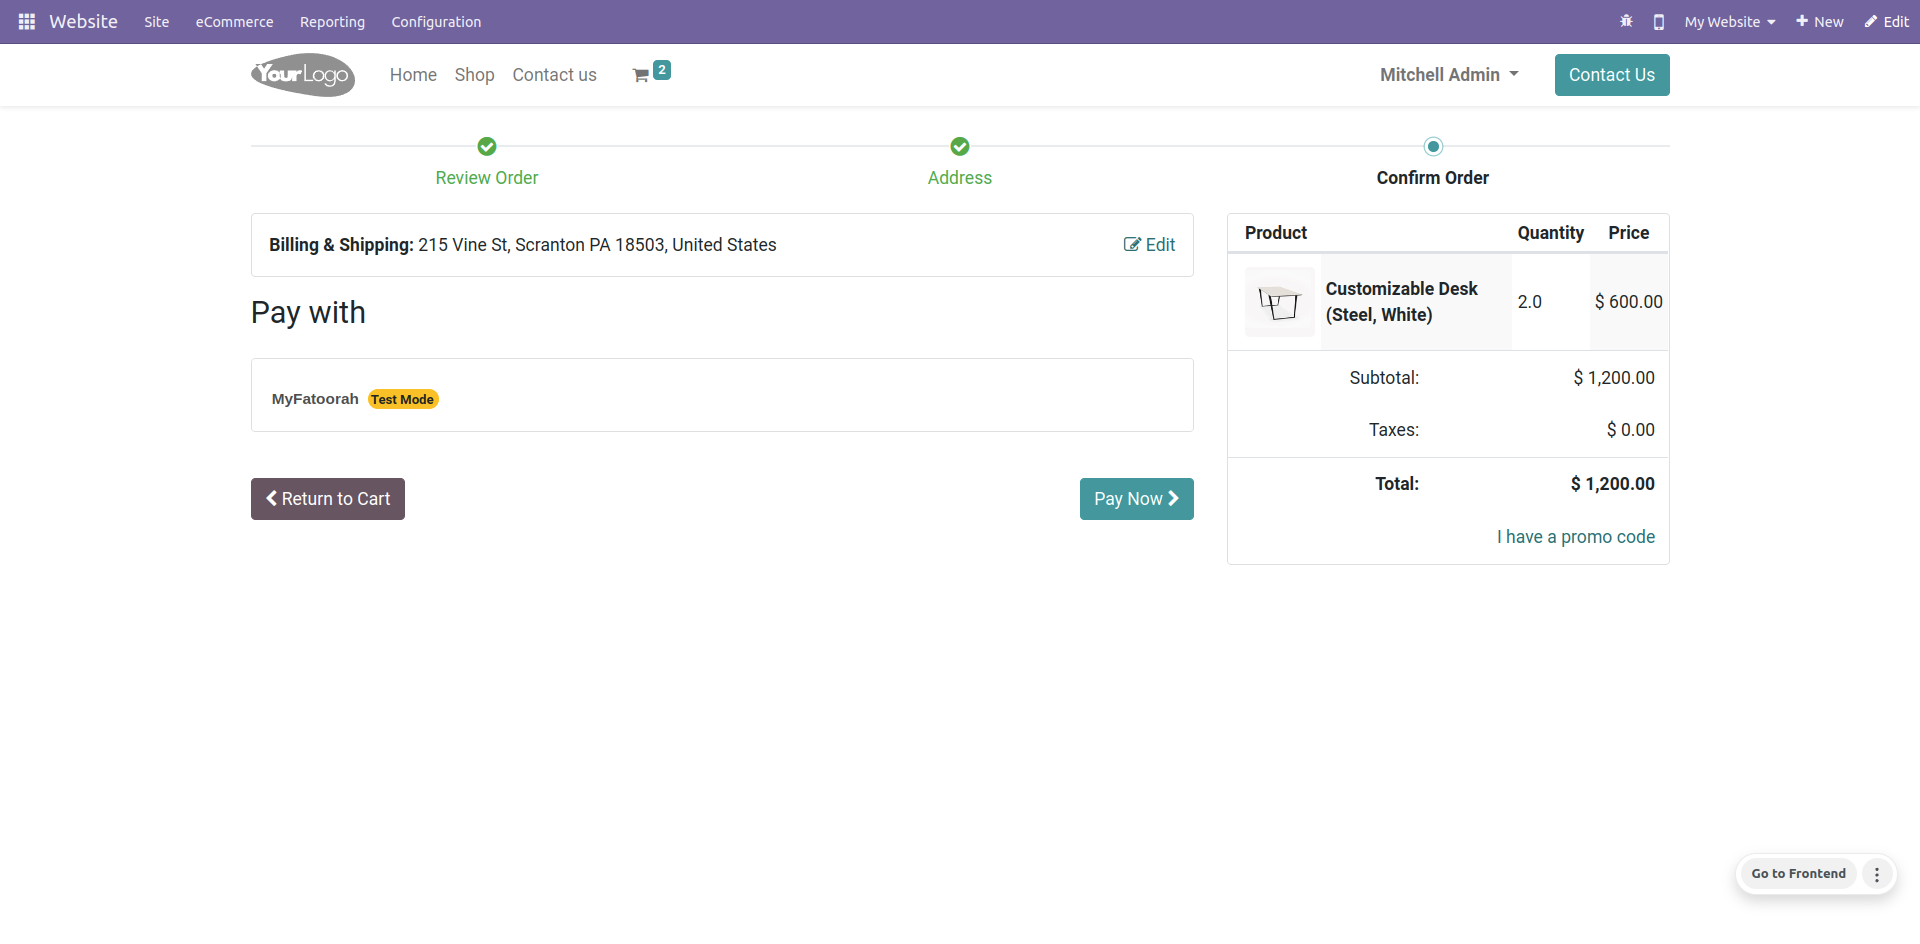 Website Site eCommerce Reporting Configuration My Website New Edit
YourLogo Home Shop Contact us 2 Mitchell Admin Contact Us
Review Order Address Confirm Order
Billing & Shipping: 215 Vine St, Scranton PA 18503, United States Edit
Pay with
MyFatoorah Test Mode
Return to Cart Pay Now
Product Quantity Price
Customizable Desk
(Steel, White) 2.0 $ 600.00
Subtotal: $ 1,200.00
Taxes: $ 0.00
Total: $ 1,200.00
I have a promo code
Go to Frontend